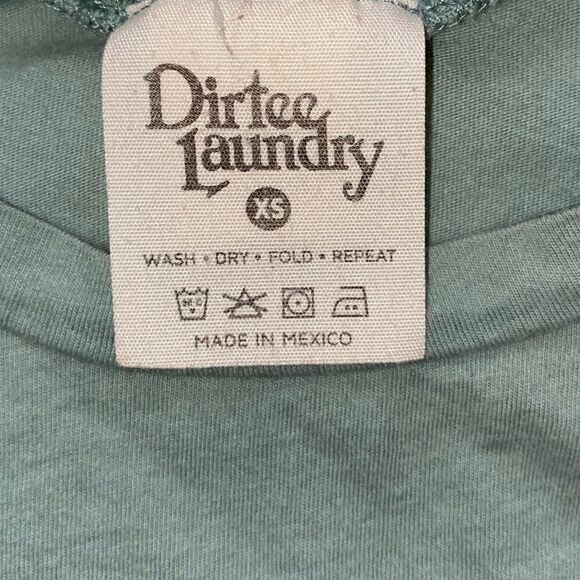 Dirtee
Laundry
XS
WASH • DRY • FOLD • REPEAT
MADE IN MEXICO